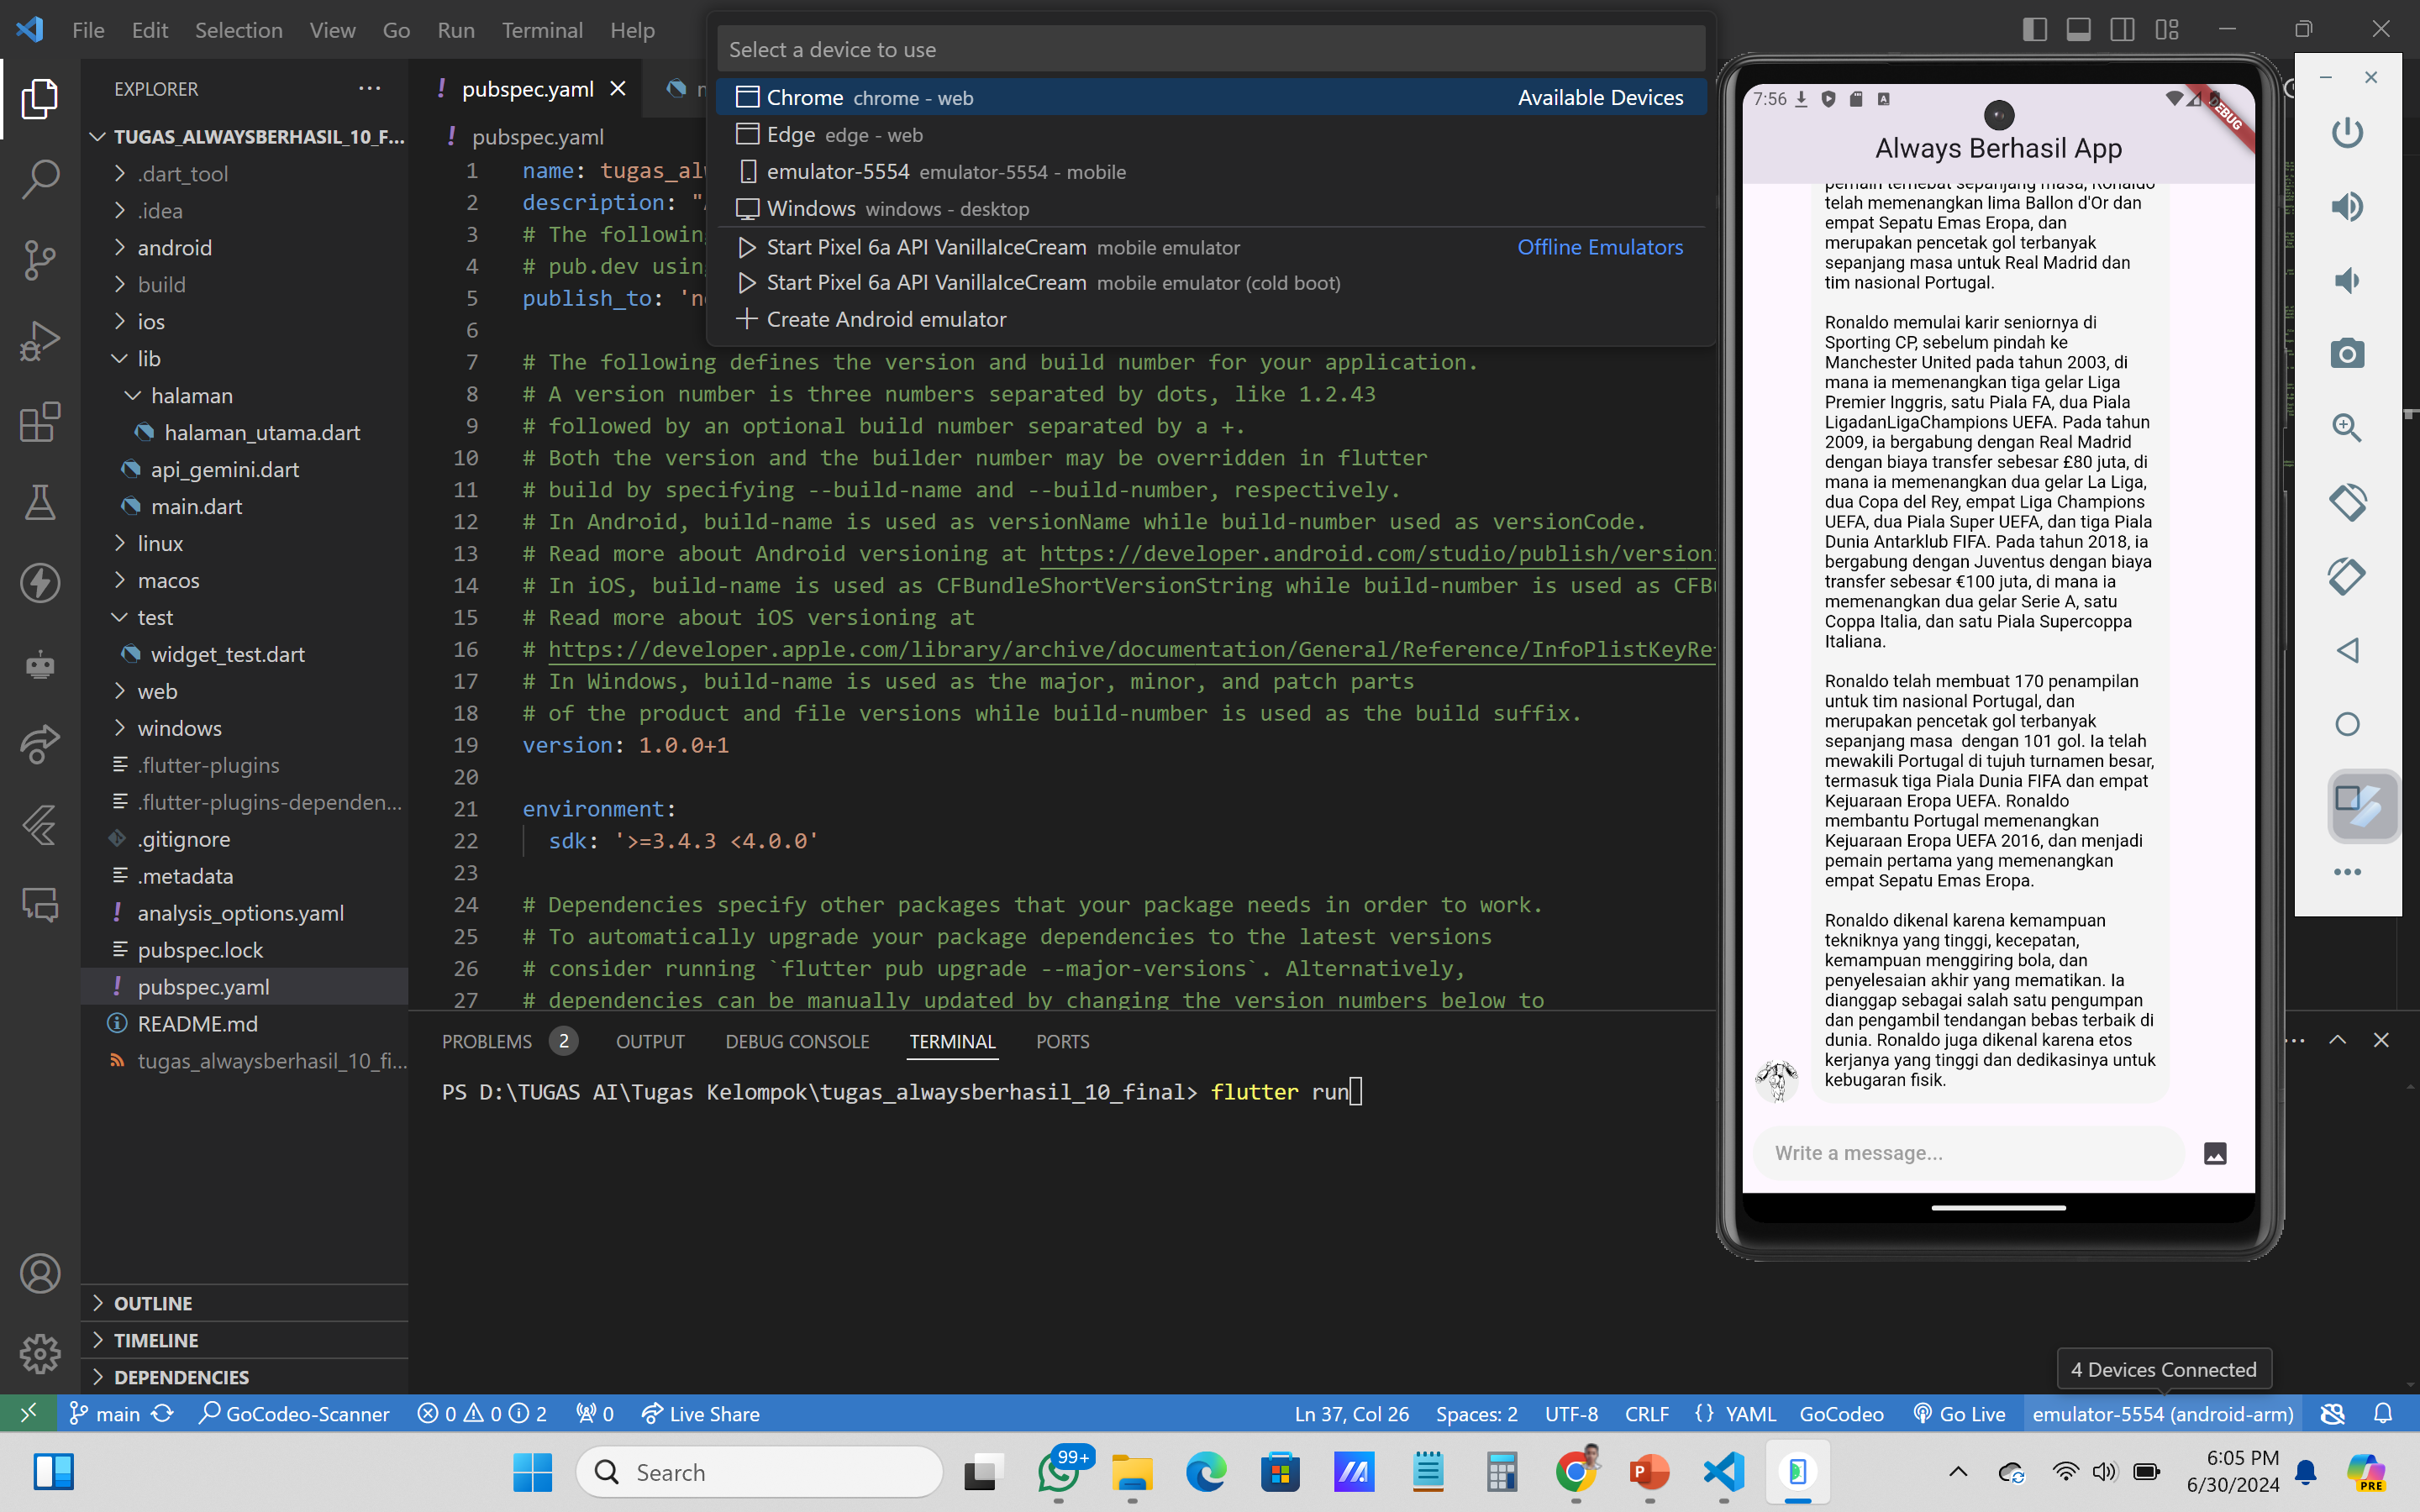 File Edit Selection View Go Run Terminal Help
Select a device to use
Chrome chrome - web Available Devices
Edge edge - web
emulator-5554 emulator-5554 - mobile
Windows windows - desktop
Start Pixel 6a API VanillaIceCream mobile emulator Offline Emulators
Start Pixel 6a API VanillaIceCream mobile emulator (cold boot)
Create Android emulator
EXPLORER
TUGAS_ALWAYSBERHASIL_10_F...
.dart_tool
.idea
android
build
ios
lib
halaman
halaman_utama.dart
api_gemini.dart
main.dart
linux
macos
test
widget_test.dart
web
windows
.flutter-plugins
.flutter-plugins-dependen...
.gitignore
.metadata
analysis_options.yaml
pubspec.lock
pubspec.yaml
README.md
tugas_alwaysberhasil_10_fi...
OUTLINE
TIMELINE
DEPENDENCIES
pubspec.yaml
pubspec.yaml
1 name: tugas_al
2 description: "
3 # The followin
4 # pub.dev usin
5 publish_to: 'n
6
7 # The following defines the version and build number for your application.
8 # A version number is three numbers separated by dots, like 1.2.43
9 # followed by an optional build number separated by a +.
10 # Both the version and the builder number may be overridden in flutter
11 # build by specifying --build-name and --build-number, respectively.
12 # In Android, build-name is used as versionName while build-number used as versionCode.
13 # Read more about Android versioning at https://developer.android.com/studio/publish/version
14 # In iOS, build-name is used as CFBundleShortVersionString while build-number is used as CFB
15 # Read more about iOS versioning at
16 # https://developer.apple.com/library/archive/documentation/General/Reference/InfoPlistKeyRe
17 # In Windows, build-name is used as the major, minor, and patch parts
18 # of the product and file versions while build-number is used as the build suffix.
19 version: 1.0.0+1
20
21 environment:
22 sdk: '>=3.4.3 <4.0.0'
23
24 # Dependencies specify other packages that your package needs in order to work.
25 # To automatically upgrade your package dependencies to the latest versions
26 # consider running `flutter pub upgrade --major-versions`. Alternatively,
27 # dependencies can be manually updated by changing the version numbers below to
PROBLEMS 2 OUTPUT DEBUG CONSOLE TERMINAL PORTS
PS D:\TUGAS AI\Tugas Kelompok\tugas_alwaysberhasil_10_final> flutter run
7:56
DEBUG
Always Berhasil App
pemain terhebat sepanjang masa, Ronaldo
telah memenangkan lima Ballon d'Or dan
empat Sepatu Emas Eropa, dan
merupakan pencetak gol terbanyak
sepanjang masa untuk Real Madrid dan
tim nasional Portugal.
Ronaldo memulai karir seniornya di
Sporting CP, sebelum pindah ke
Manchester United pada tahun 2003, di
mana ia memenangkan tiga gelar Liga
Premier Inggris, satu Piala FA, dua Piala
LigadanLigaChampions UEFA. Pada tahun
2009, ia bergabung dengan Real Madrid
dengan biaya transfer sebesar £80 juta, di
mana ia memenangkan dua gelar La Liga,
dua Copa del Rey, empat Liga Champions
UEFA, dua Piala Super UEFA, dan tiga Piala
Dunia Antarklub FIFA. Pada tahun 2018, ia
bergabung dengan Juventus dengan biaya
transfer sebesar €100 juta, di mana ia
memenangkan dua gelar Serie A, satu
Coppa Italia, dan satu Piala Supercoppa
Italiana.
Ronaldo telah membuat 170 penampilan
untuk tim nasional Portugal, dan
merupakan pencetak gol terbanyak
sepanjang masa dengan 101 gol. Ia telah
mewakili Portugal di tujuh turnamen besar,
termasuk tiga Piala Dunia FIFA dan empat
Kejuaraan Eropa UEFA. Ronaldo
membantu Portugal memenangkan
Kejuaraan Eropa UEFA 2016, dan menjadi
pemain pertama yang memenangkan
empat Sepatu Emas Eropa.
Ronaldo dikenal karena kemampuan
tekniknya yang tinggi, kecepatan,
kemampuan menggiring bola, dan
penyelesaian akhir yang mematikan. Ia
dianggap sebagai salah satu pengumpan
dan pengambil tendangan bebas terbaik di
dunia. Ronaldo juga dikenal karena etos
kerjanya yang tinggi dan dedikasinya untuk
kebugaran fisik.
Write a message...
4 Devices Connected
main GoCodeo-Scanner 0 0 2 0 Live Share Ln 37, Col 26 Spaces: 2 UTF-8 CRLF {} YAML GoCodeo Go Live emulator-5554 (android-arm)
Search 99+ 6:05 PM
6/30/2024 PRE